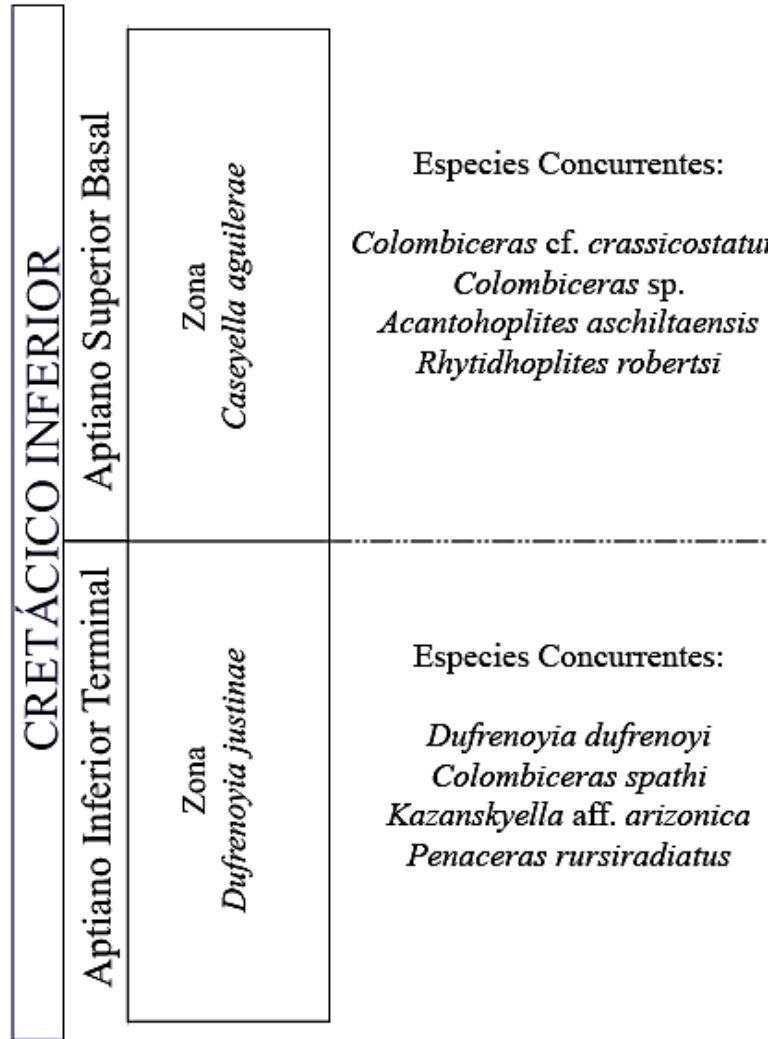 CRETÁCICO INFERIOR
Aptiano Superior Basal
Zona
Caseyella aguilerae
Especies Concurrentes:
Colombiceras cf. crassicostatum
Colombiceras sp.
Acantohoplites aschiltaensis
Rhytidhoplites robertsi
Aptiano Inferior Terminal
Zona
Dufrenoyia justinae
Especies Concurrentes:
Dufrenoyia dufrenoyi
Colombiceras spathi
Kazanskyella aff. arizonica
Penaceras rursiradiatus